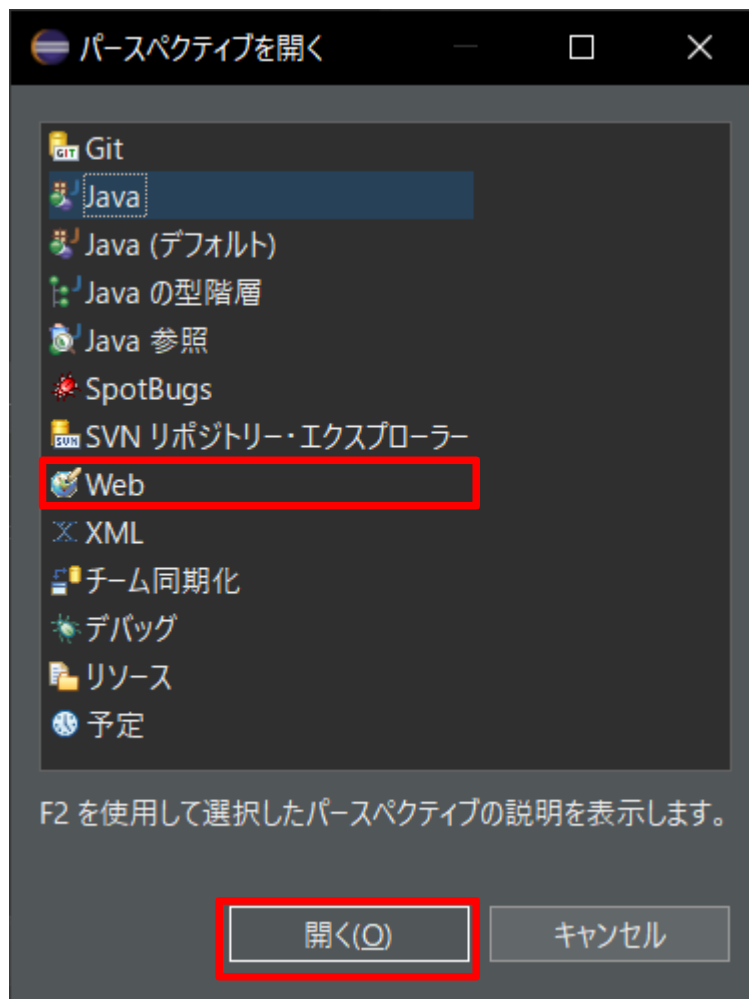 パースペクティブを開く
Git
Java
Java (デフォルト)
Java の型階層
Java 参照
SpotBugs
SVN リポジトリー・エクスプローラー
Web
XML
チーム同期化
デバッグ
リソース
予定
F2 を使用して選択したパースペクティブの説明を表示します。
開く(O) キャンセル